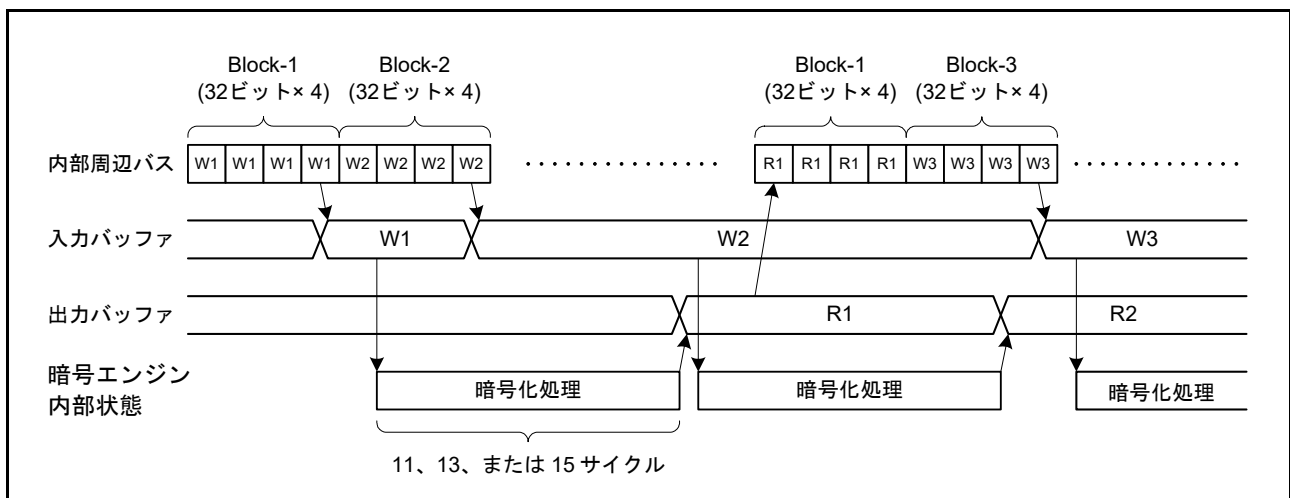 Block-1 Block-2 Block-1 Block-3
(32ビット× 4) (32ビット× 4) (32ビット× 4) (32ビット× 4)
内部周辺バス W1 W1 W1 W1 W2 W2 W2 W2 R1 R1 R1 R1 W3 W3 W3 W3
入力バッファ W1 W2 W3
出力バッファ R1 R2
暗号エンジン
内部状態 暗号化処理 暗号化処理 暗号化処理
11、13、または 15 サイクル